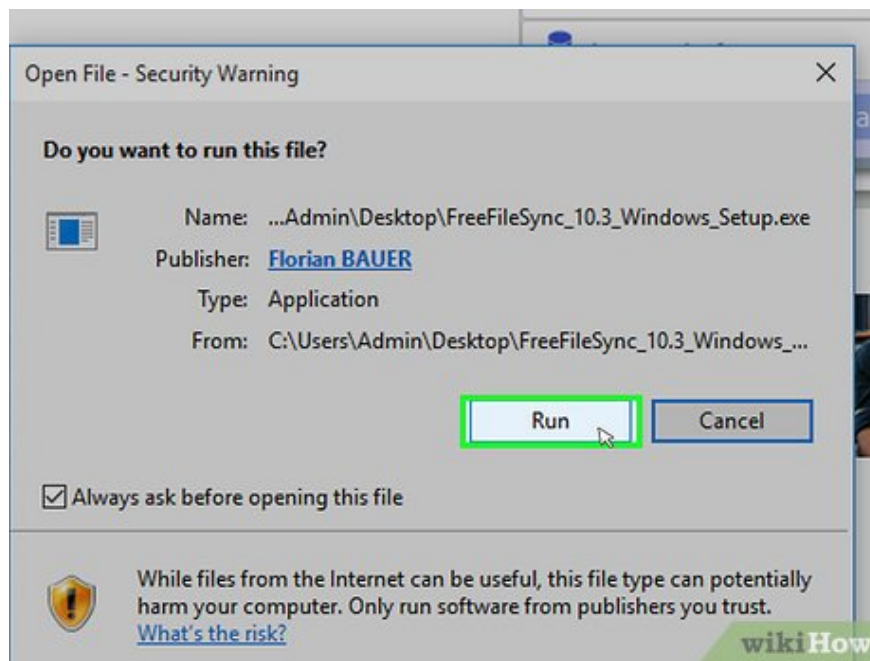 Open File - Security Warning
Do you want to run this file?
Name: ...Admin\Desktop\FreeFileSync_10.3_Windows_Setup.exe
Publisher: Florian BAUER
Type: Application
From: C:\Users\Admin\Desktop\FreeFileSync_10.3_Windows_...
Run Cancel
Always ask before opening this file
While files from the Internet can be useful, this file type can potentially
harm your computer. Only run software from publishers you trust.
What's the risk?
wikiHow